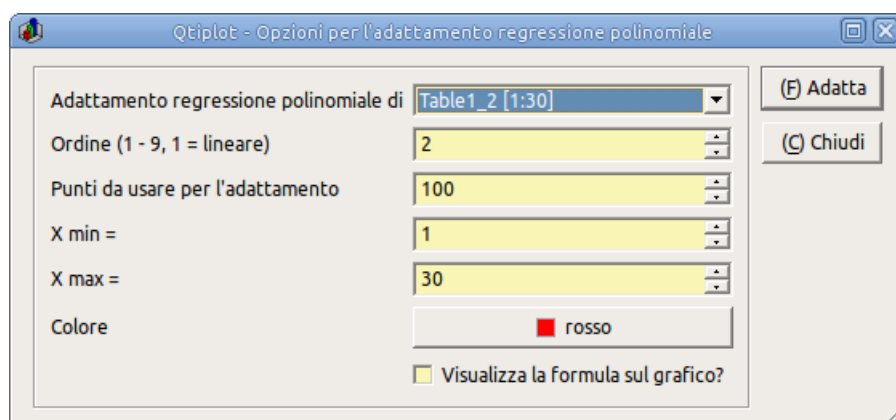 Qtiplot - Opzioni per l'adattamento regressione polinomiale
Adattamento regressione polinomiale di Table1_2 [1:30]
(F) Adatta
Ordine (1 - 9, 1 = lineare) 2
(C) Chiudi
Punti da usare per l'adattamento 100
X min = 1
X max = 30
Colore rosso
Visualizza la formula sul grafico?